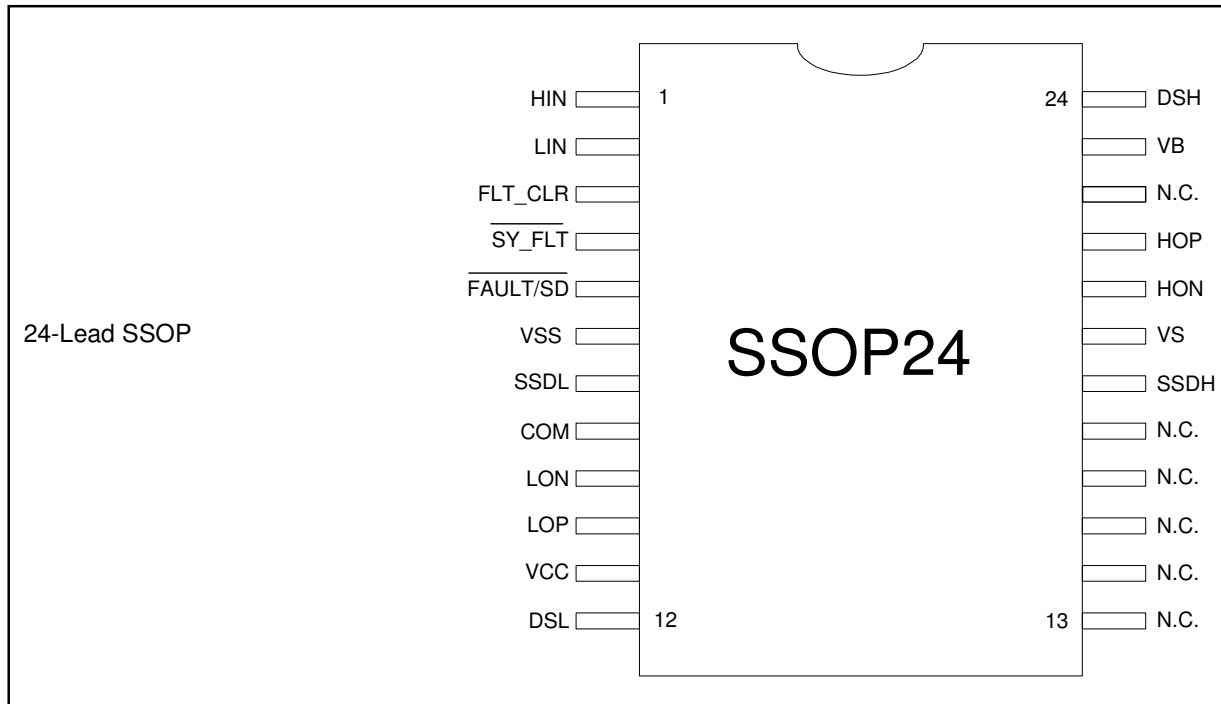 HIN 1 24 DSH
LIN VB
FLT_CLR N.C.
SY_FLT HOP
FAULT/SD HON
24-Lead SSOP VSS SSOP24 VS
SSDL SSDH
COM N.C.
LON N.C.
LOP N.C.
VCC N.C.
DSL 12 13 N.C.